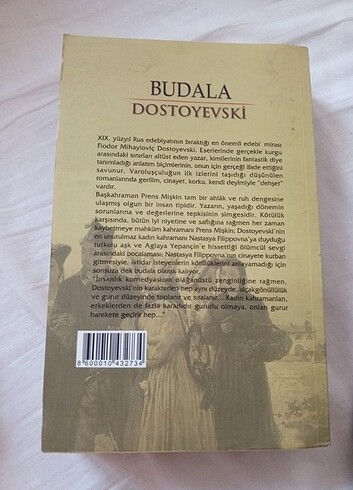 BUDALA
DOSTOYEVSKİ
XIX. yüzyıl Rus edebiyatının bıraktığı en önemli edebî mirası
Fiodor Mihayloviç Dostoyevski. Eserlerinde gerçekle kurgu
arasındaki sınırları altüst eden yazar, kimilerinin fantastik diye
tanımladığı anlatım biçimlerinin, onun için gerçeği ifade ettiğini
savunur. Varoluşçuluğun ilk izlerini taşıdığı düşünülen
romanlarında gerilim, cinayet, korku, kendi deyimiyle "dehşet"
vardır.
Başkahraman Prens Mişkin tam bir ahlâk ve ruh dengesine
ulaşmış olgun bir insan tipidir. Yazarın, yaşadığı dönemin
sorunlarına ve değerlerine tepkisinin simgesidir. Kötülük
karşısında, bütün iyi niyetine ve saflığına rağmen her zaman
kaybetmeye mahkûm kahramanı Prens Mişkin; Dostoyevski'nin
en unutulmaz kadın kahramanı Nastasya Filippovna'ya duyduğu
tutkulu aşk ve Aglaya Yepançin'e hissettiği ölümcül sevgi
arasındaki bocalaması; Nastasya Filippovna'nın cinayete kurban
gitmesiyle, iktidar isteyenlerin kötülüklerini anlayamadığı için
sonsuza dek budala olarak kalıyor.
"İnsanlık komedyasının olağanüstü zenginliğine rağmen,
Dostoyevski'nin karakterleri hep aynı düzeyde, alçakgönüllülük
ve gurur düzeyinde toplanır ve sıralanır... Kadın kahramanları,
erkeklerden de fazla kararlıdır gururlu olmaya, onları gurur
harekete geçirir hep..."
8 600010 432734